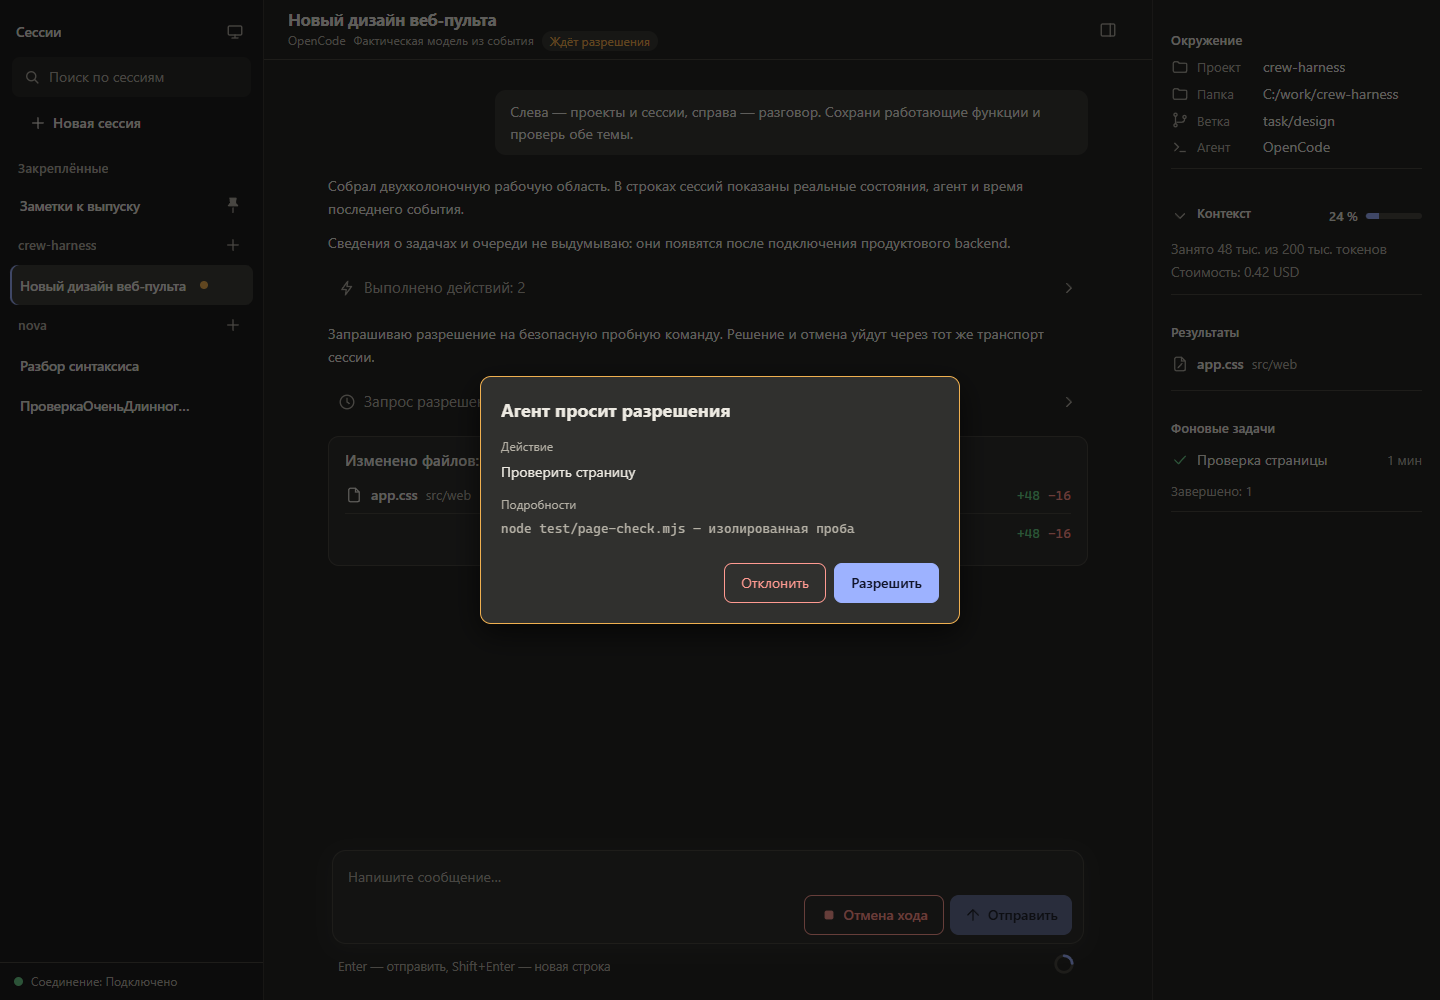 Сессии
Поиск по сессиям
Новая сессия
Закреплённые
Заметки к выпуску
crew-harness
Новый дизайн веб-пульта
nova
Разбор синтаксиса
ПроверкаОченьДлинног...
Соединение: Подключено
Новый дизайн веб-пульта
OpenCode Фактическая модель из события Ждёт разрешения
Слева — проекты и сессии, справа — разговор. Сохрани работающие функции и
проверь обе темы.
Собрал двухколоночную рабочую область. В строках сессий показаны реальные состояния, агент и время
последнего события.
Сведения о задачах и очереди не выдумываю: они появятся после подключения продуктового backend.
Выполнено действий: 2
Запрашиваю разрешение на безопасную пробную команду. Решение и отмена уйдут через тот же транспорт
сессии.
Запрос
Изменено файлов:
app.css src/web
+48 −16
+48 −16
Агент просит разрешения
Действие
Проверить страницу
Подробности
node test/page-check.mjs — изолированная проба
Отклонить
Разрешить
Напишите сообщение...
Отмена хода
Отправить
Enter — отправить, Shift+Enter — новая строка
Окружение
Проект crew-harness
Папка C:/work/crew-harness
Ветка task/design
Агент OpenCode
Контекст 24 %
Занято 48 тыс. из 200 тыс. токенов
Стоимость: 0.42 USD
Результаты
app.css src/web
Фоновые задачи
Проверка страницы 1 мин
Завершено: 1